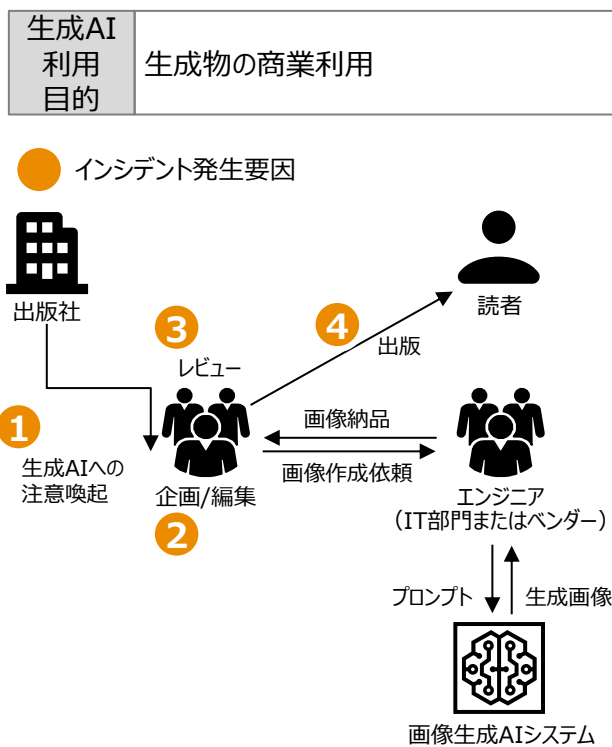 生成AI
利用
目的
生成物の商業利用
インシデント発生要因
出版社
読者
3
4
出版
レビュー
1
生成AIへの
注意喚起
画像納品
画像作成依頼
企画/編集
2
エンジニア
（IT部門またはベンダー）
プロンプト
生成画像
画像生成AIシステム